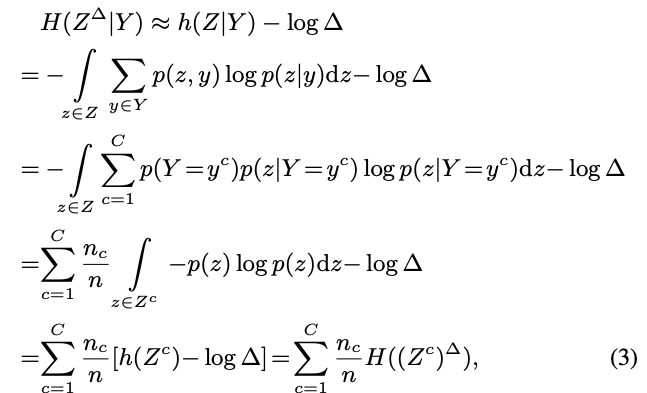 H(Z^Δ|Y) ≈ h(Z|Y) − log Δ
= − ∫_{z∈Z} ∑_{y∈Y} p(z, y) log p(z|y)dz− log Δ
= − ∫_{z∈Z} ∑_{c=1}^{C} p(Y=y^c)p(z|Y=y^c) log p(z|Y=y^c)dz− log Δ
=∑_{c=1}^{C} n_c/n ∫_{z∈Z^c} −p(z) log p(z)dz− log Δ
=∑_{c=1}^{C} n_c/n [h(Z^c)− log Δ]=∑_{c=1}^{C} n_c/n H((Z^c)^Δ), (3)